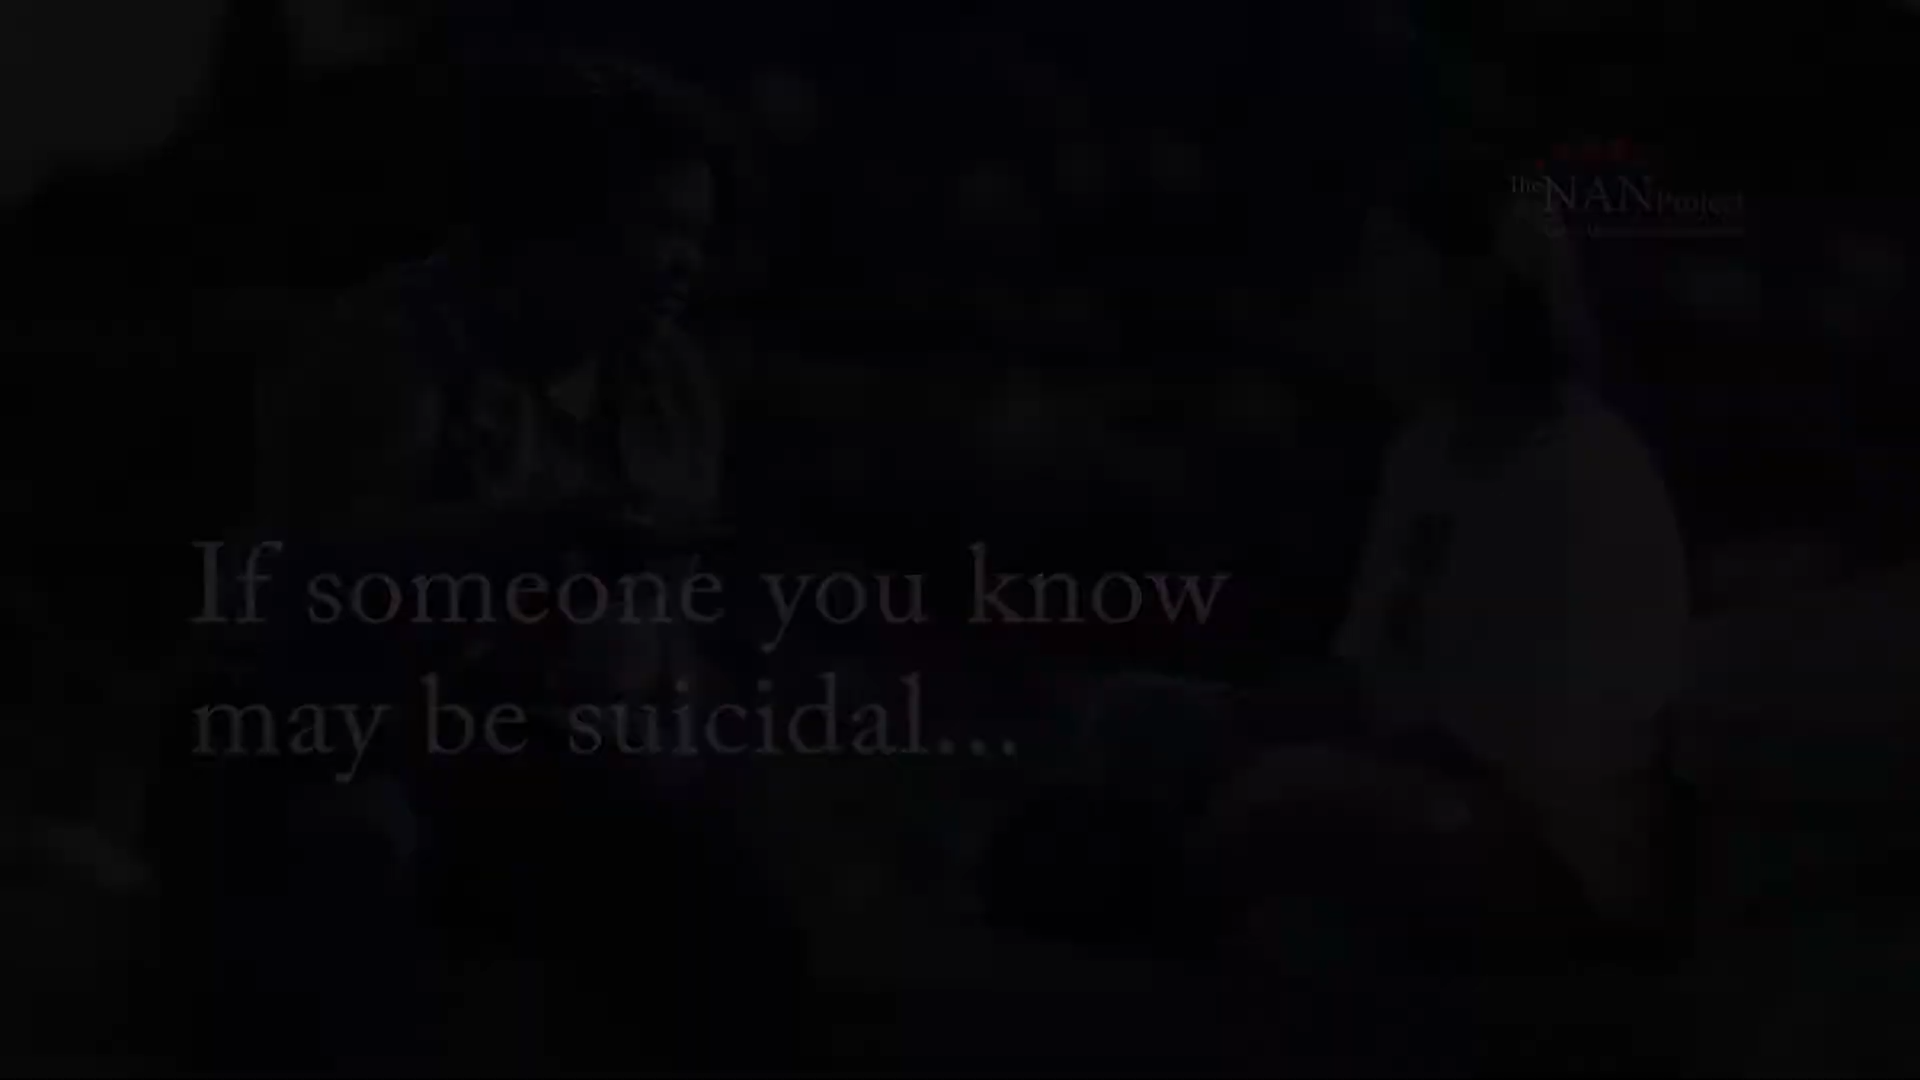 The NAN Project
If someone you know
may be suicidal...